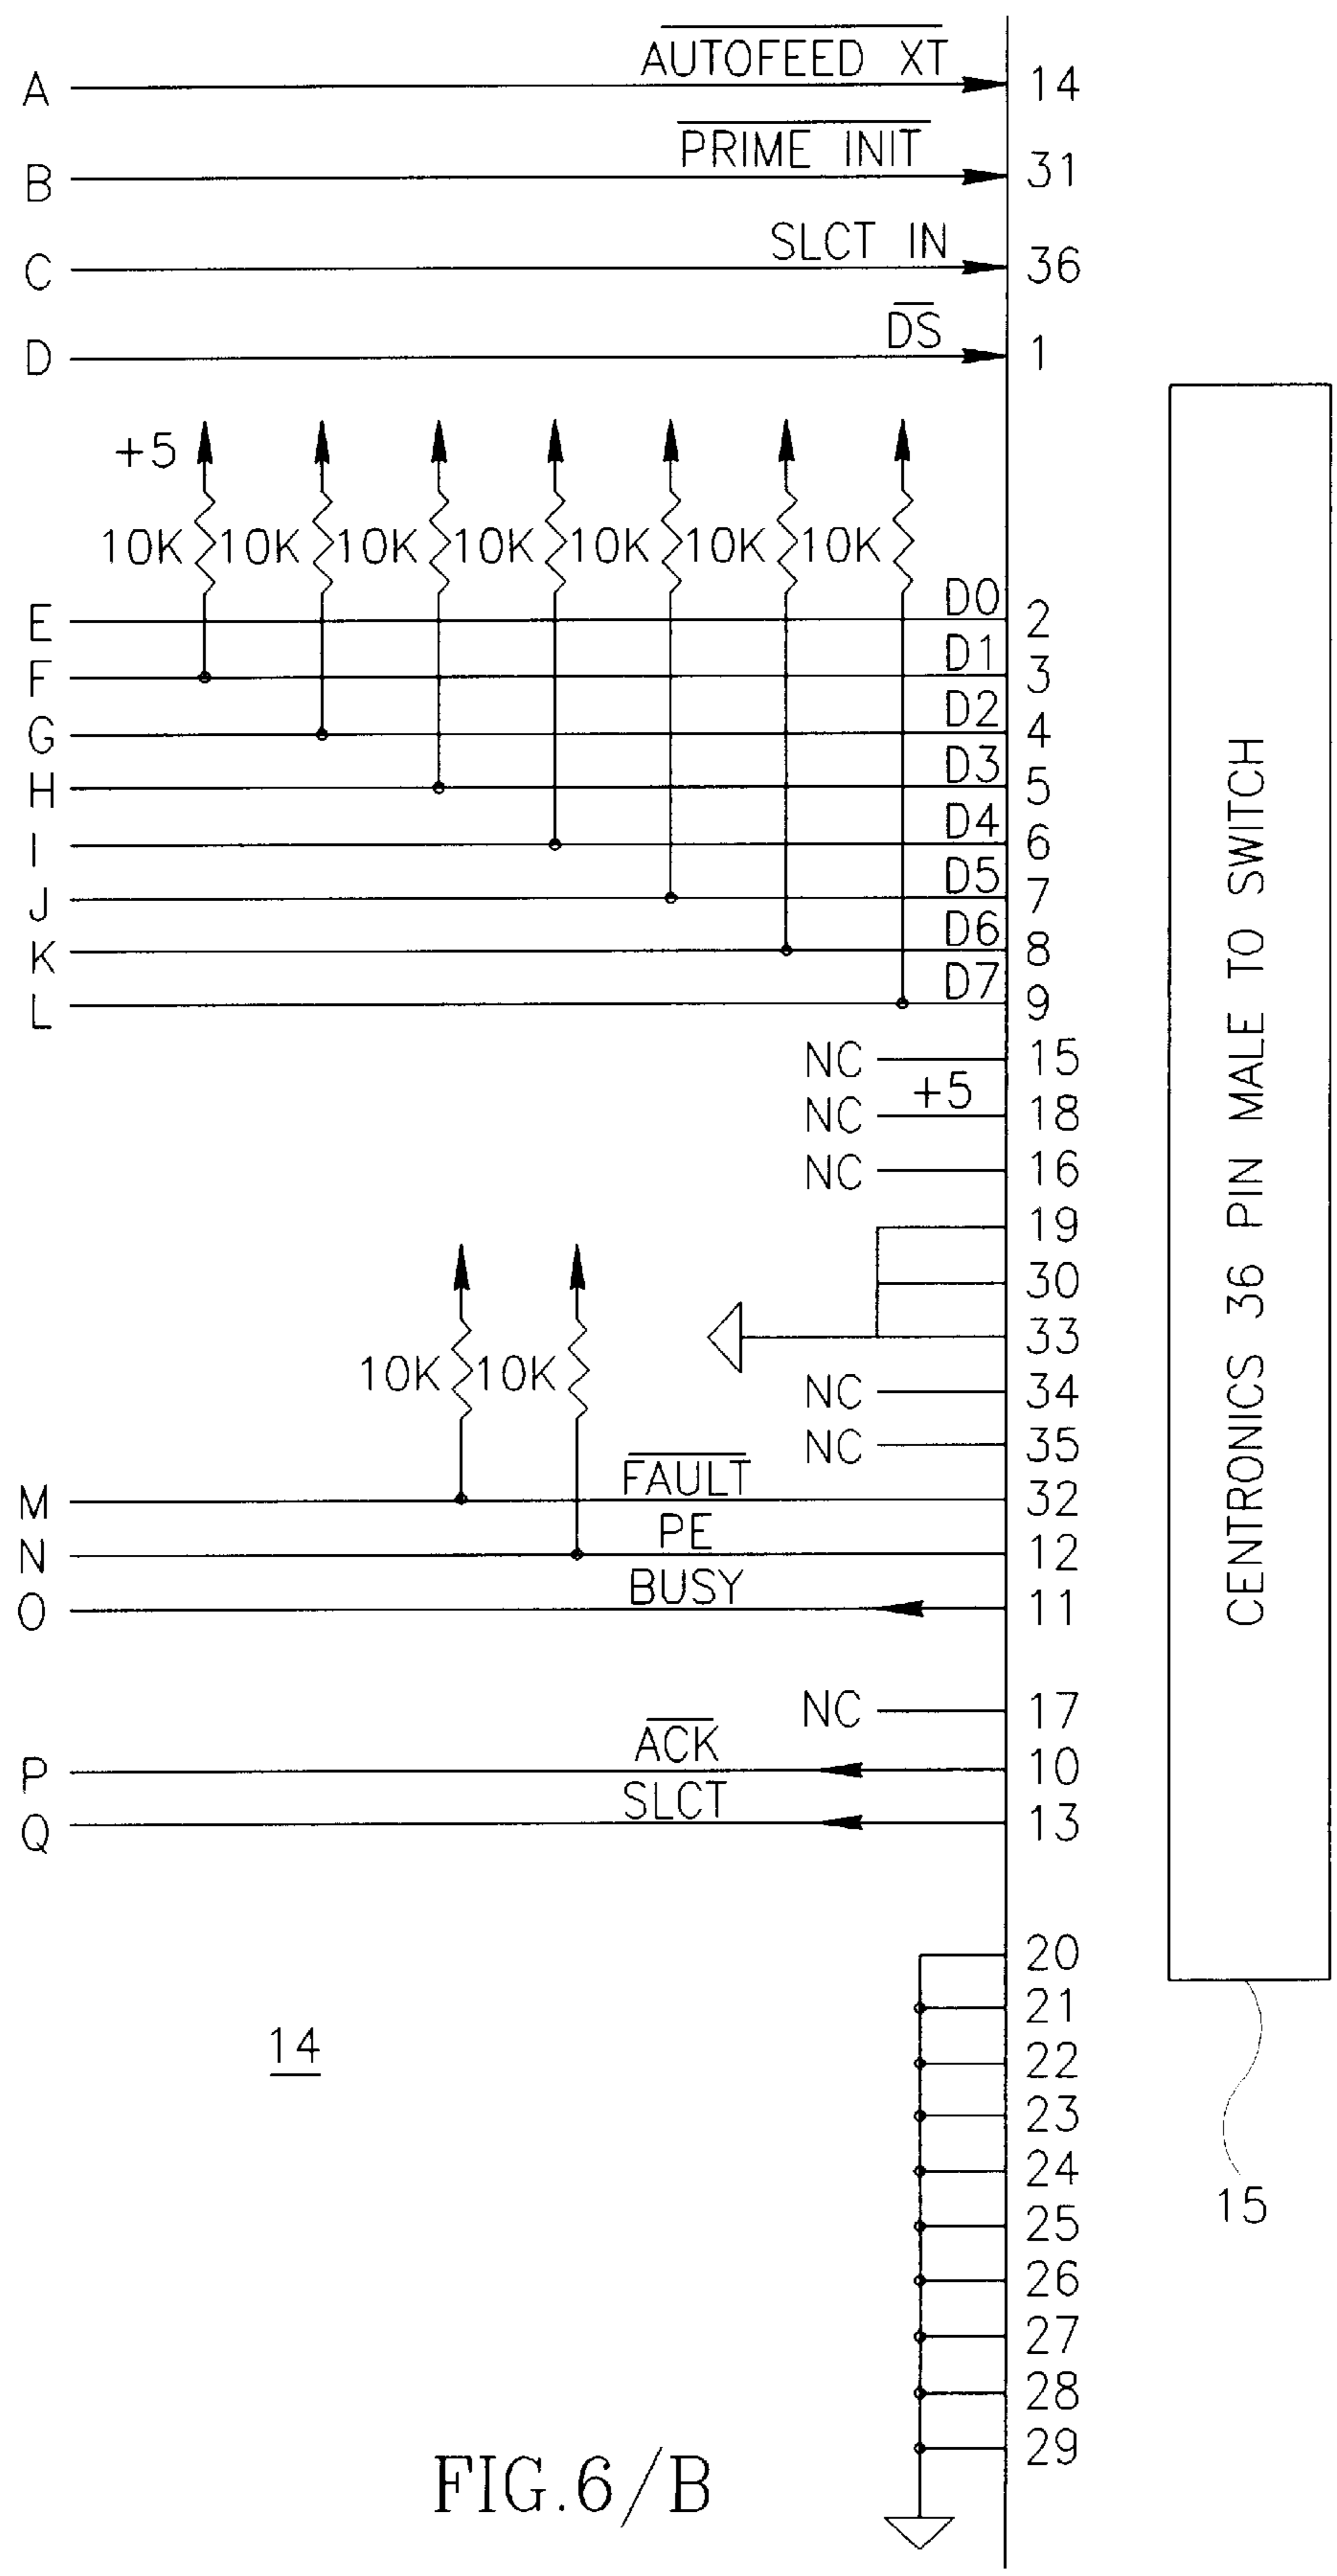 A AUTOFEED XT 14
B PRIME INIT 31
C SLCT IN 36
D DS 1
+5
10K 10K 10K 10K 10K 10K 10K
E D0 2
F D1 3
G D2 4
H D3 5
I D4 6
J D5 7
K D6 8
L D7 9
NC 15
NC +5 18
NC 16
19
30
33
10K 10K
NC 34
NC 35
M FAULT 32
N PE 12
O BUSY 11
NC 17
P ACK 10
Q SLCT 13
20
21
22
23
24
25
26
27
28
29
CENTRONICS 36 PIN MALE TO SWITCH
15
14
FIG.6/B